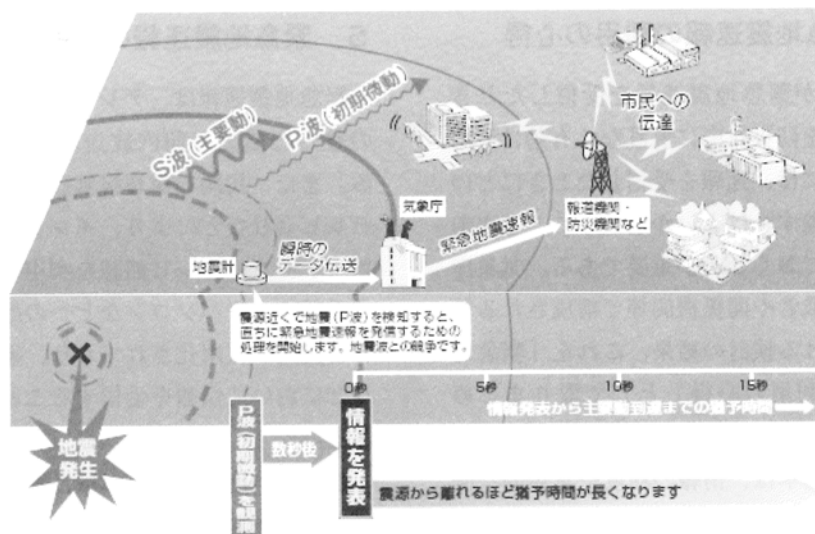 S波(主要動)
P波(初期微動)
市民への
伝達
気象庁
報道機関・
防災機関など
緊急地震速報
瞬時の
データ伝送
地震計
震源近くで地震(P波)を検知すると、
直ちに緊急地震速報を発信するための
処理を開始します。地震波との競争です。
0秒
5秒
10秒
15秒
情報発表から主要動到達までの猶予時間
地震
発生
P波(初期微動)を観測
数秒後
情報を発表
震源から離れるほど猶予時間が長くなります